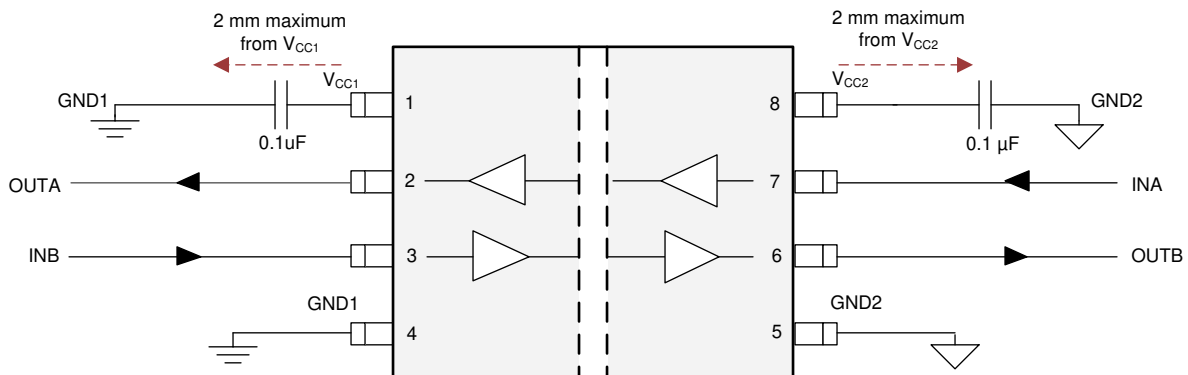 2 mm maximum
from VCC1
2 mm maximum
from VCC2
VCC1
VCC2
GND1
1
8
GND2
0.1uF
0.1 µF
OUTA
2
7
INA
INB
3
6
OUTB
GND1
GND2
4
5